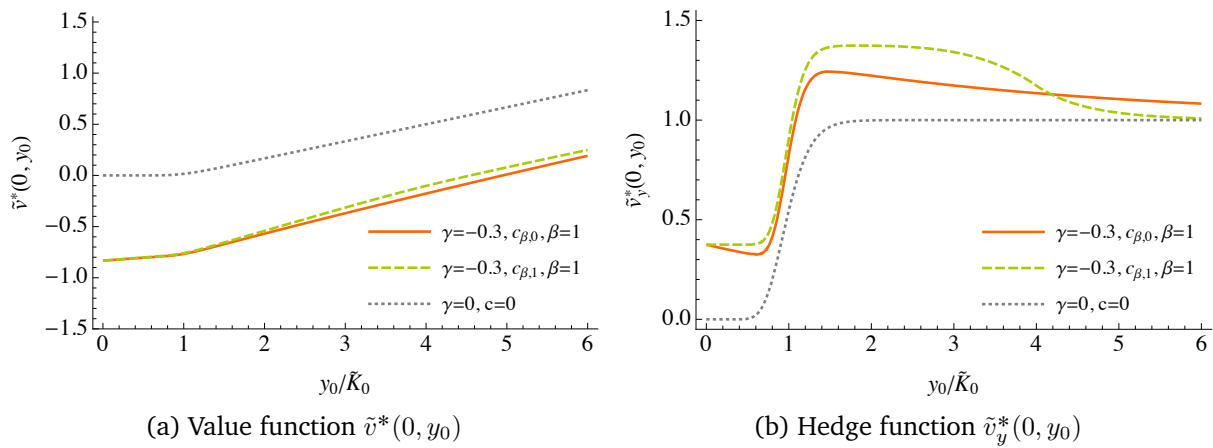 1.5
1.0
0.5
0.0
−0.5
−1.0
−1.5
ṽ*(0, y₀)
γ=−0.3, c_{β,0}, β=1
γ=−0.3, c_{β,1}, β=1
γ=0, c=0
0 1 2 3 4 5 6
y₀/K̃₀
(a) Value function ṽ*(0, y₀)
1.5
1.0
0.5
0.0
ṽ*_y(0, y₀)
γ=−0.3, c_{β,0}, β=1
γ=−0.3, c_{β,1}, β=1
γ=0, c=0
0 1 2 3 4 5 6
y₀/K̃₀
(b) Hedge function ṽ*_y(0, y₀)